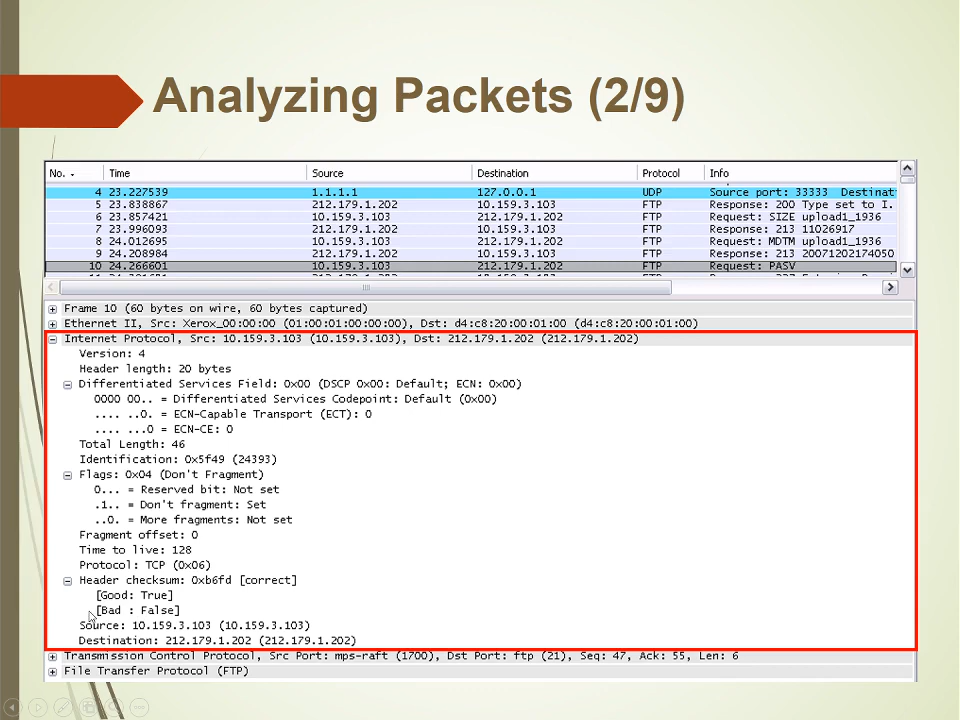 Analyzing Packets (2/9)
No. Time Source Destination Protocol Info
4 23.227539 1.1.1.1 127.0.0.1 UDP Source port: 33333 Destinat
5 23.838867 212.179.1.202 10.159.3.103 FTP Response: 200 Type set to I.
6 23.857421 10.159.3.103 212.179.1.202 FTP Request: SIZE upload1_1936
7 23.996093 212.179.1.202 10.159.3.103 FTP Response: 213 11026917
8 24.012695 10.159.3.103 212.179.1.202 FTP Request: MDTM upload1_1936
9 24.208984 212.179.1.202 10.159.3.103 FTP Response: 213 20071202174050
10 24.266601 10.159.3.103 212.179.1.202 FTP Request: PASV
Frame 10 (60 bytes on wire, 60 bytes captured)
Ethernet II, Src: Xerox_00:00:00 (01:00:01:00:00:00), Dst: d4:c8:20:00:01:00 (d4:c8:20:00:01:00)
Internet Protocol, Src: 10.159.3.103 (10.159.3.103), Dst: 212.179.1.202 (212.179.1.202)
Version: 4
Header length: 20 bytes
Differentiated Services Field: 0x00 (DSCP 0x00: Default; ECN: 0x00)
0000 00.. = Differentiated Services Codepoint: Default (0x00)
.... ..0. = ECN-Capable Transport (ECT): 0
.... ...0 = ECN-CE: 0
Total Length: 46
Identification: 0x5f49 (24393)
Flags: 0x04 (Don't Fragment)
0... = Reserved bit: Not set
.1.. = Don't fragment: Set
..0. = More fragments: Not set
Fragment offset: 0
Time to live: 128
Protocol: TCP (0x06)
Header checksum: 0xb6fd [correct]
[Good: True]
[Bad : False]
Source: 10.159.3.103 (10.159.3.103)
Destination: 212.179.1.202 (212.179.1.202)
Transmission Control Protocol, Src Port: mps-raft (1700), Dst Port: ftp (21), Seq: 47, Ack: 55, Len: 6
File Transfer Protocol (FTP)